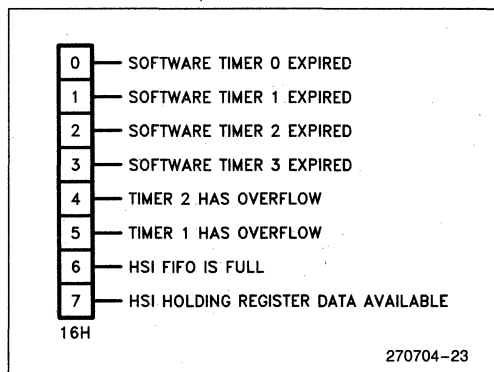 0 SOFTWARE TIMER 0 EXPIRED
1 SOFTWARE TIMER 1 EXPIRED
2 SOFTWARE TIMER 2 EXPIRED
3 SOFTWARE TIMER 3 EXPIRED
4 TIMER 2 HAS OVERFLOW
5 TIMER 1 HAS OVERFLOW
6 HSI FIFO IS FULL
7 HSI HOLDING REGISTER DATA AVAILABLE
16H
270704-23